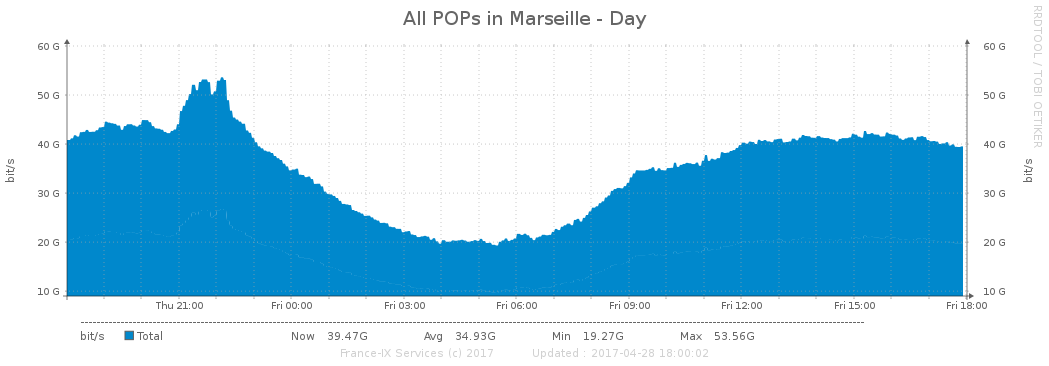 All POPs in Marseille - Day
RRDTOOL / TOBI OETIKER
60 G 60 G
50 G 50 G
40 G 40 G
30 G 30 G
20 G 20 G
10 G 10 G
bit/s
bit/s
Thu 21:00 Fri 00:00 Fri 03:00 Fri 06:00 Fri 09:00 Fri 12:00 Fri 15:00 Fri 18:00
bit/s Total Now 39.47G Avg 34.93G Min 19.27G Max 53.56G
France-IX Services (c) 2017 Updated : 2017-04-28 18:00:02